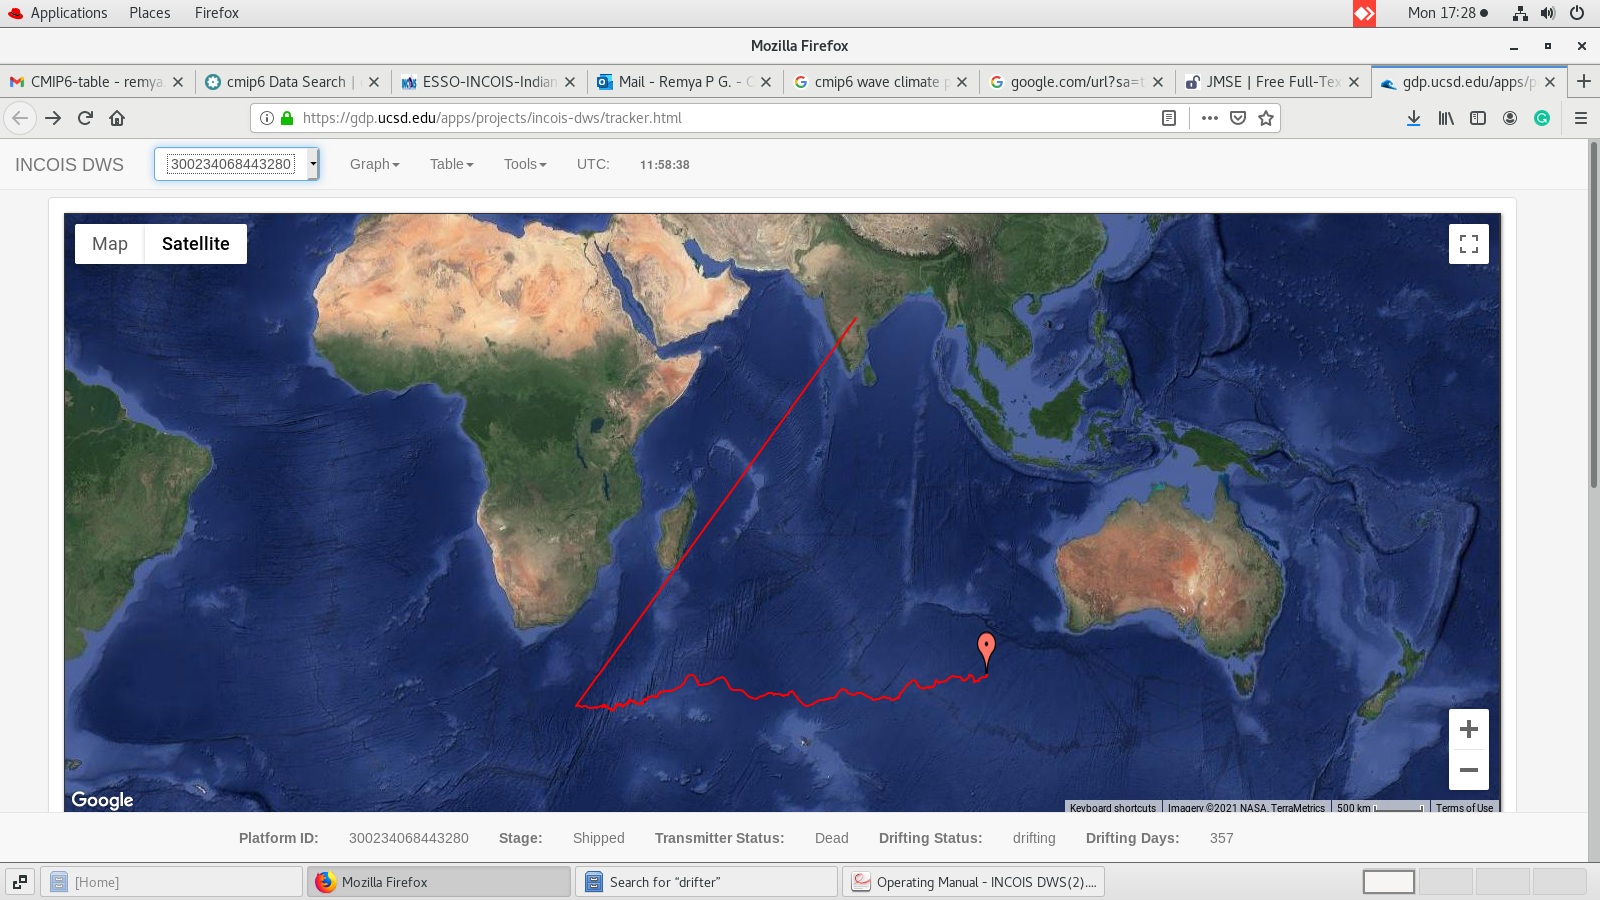 Applications Places Firefox Mon 17:28
Mozilla Firefox
CMIP6-table - remya cmip6 Data Search | ESSO-INCOIS-Indian Mail - Remya P G. - cmip6 wave climate google.com/url?sa=t JMSE | Free Full-Tex gdp.ucsd.edu/apps/p
https://gdp.ucsd.edu/apps/projects/incois-dws/tracker.html
INCOIS DWS 300234068443280 Graph Table Tools UTC: 11:58:38
Map Satellite
Google
Keyboard shortcuts Imagery ©2021 NASA, TerraMetrics 500 km Terms of Use
Platform ID: 300234068443280 Stage: Shipped Transmitter Status: Dead Drifting Status: drifting Drifting Days: 357
[Home] Mozilla Firefox Search for “drifter” Operating Manual - INCOIS DWS(2)....